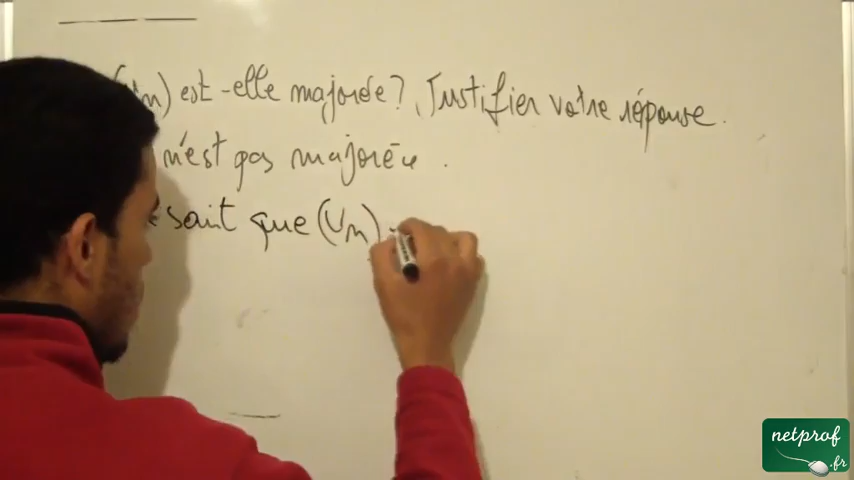 (Un) est-elle majorée? Justifier votre réponse.
n'est pas majorée.
sait que (Un)
netprof
.fr